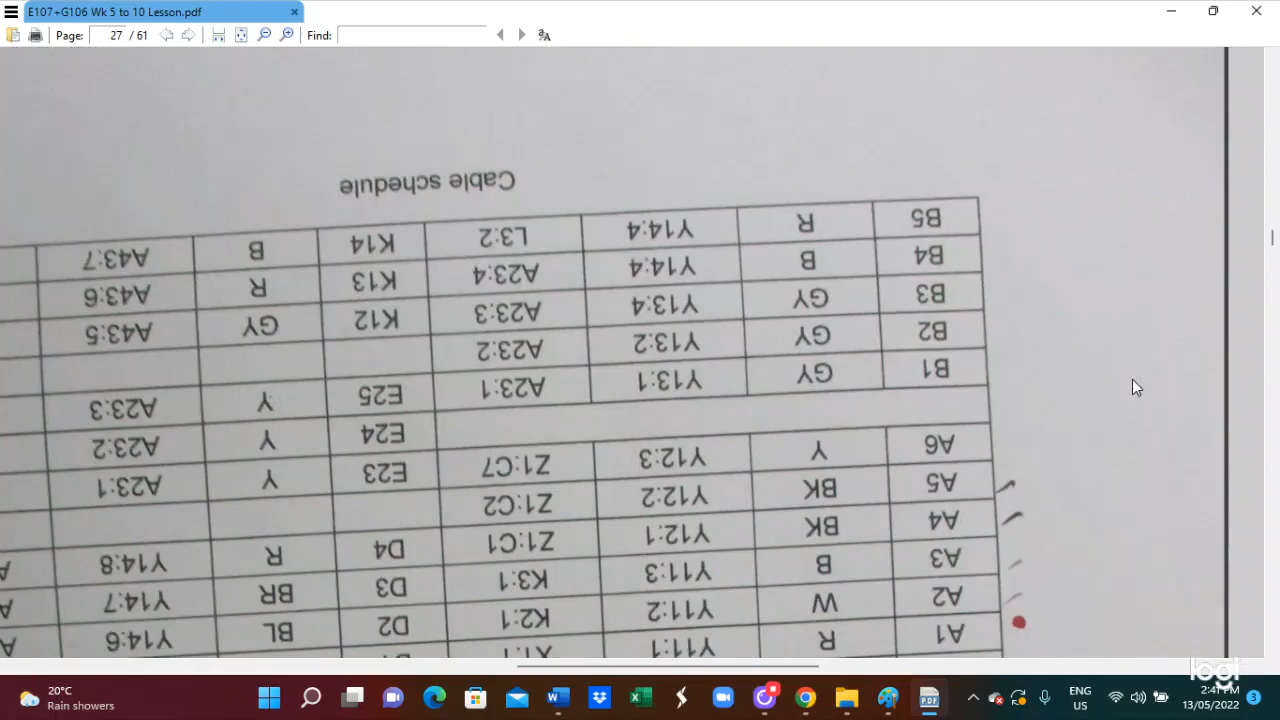 E107+G106 Wk 5 to 10 Lesson.pdf
Page: 27 / 61 Find:
A1 R Y11:1
A2 W Y11:2 K2:1 D2 BL Y14:6
A3 B Y11:3 K3:1 D3 BR Y14:7
A4 BK Y12:1 Z1:C1 D4 R Y14:8
A5 BK Y12:2 Z1:C2
A6 Y Y12:3 Z1:C7 E23 Y A23:1
E24 Y A23:2
B1 GY Y13:1 A23:1 E25 Y A23:3
B2 GY Y13:2 A23:2
B3 GY Y13:4 A23:3 K12 GY A43:5
B4 B Y14:4 A23:4 K13 R A43:6
B5 R Y14:4 L3:2 K14 B A43:7
Cable schedule
logi
20°C
Rain showers
ENG
US
2:41 PM
13/05/2022
3